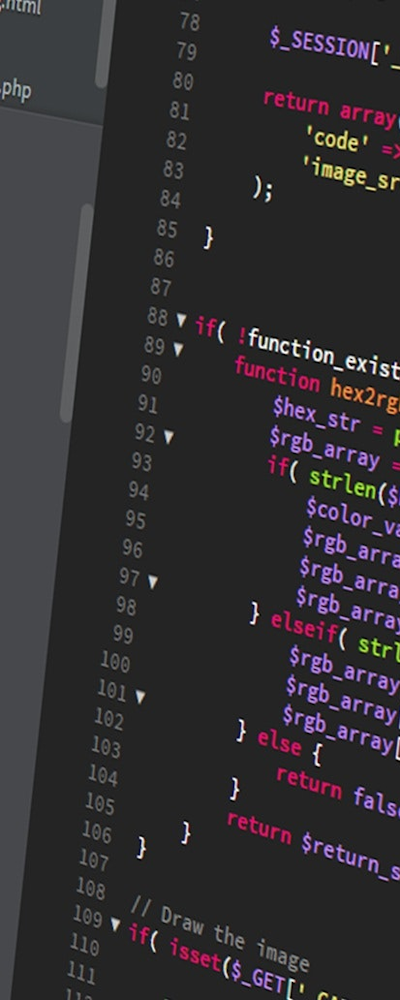 .html
.php
78
79 $_SESSION['_
80
81 return array(
82 'code' =>
83 'image_sr
84 );
85
86 }
87
88
89 if( !function_exist
90 function hex2rg
91 $hex_str = p
92 $rgb_array =
93 if( strlen($
94 $color_va
95 $rgb_arra
96 $rgb_arra
97 $rgb_array
98 } elseif( strl
99 $rgb_array
100 $rgb_array
101 $rgb_array[
102 } else {
103 return fals
104 }
105 return $return_s
106 }
107 }
108
109 // Draw the image
110 if( isset($_GET['
111